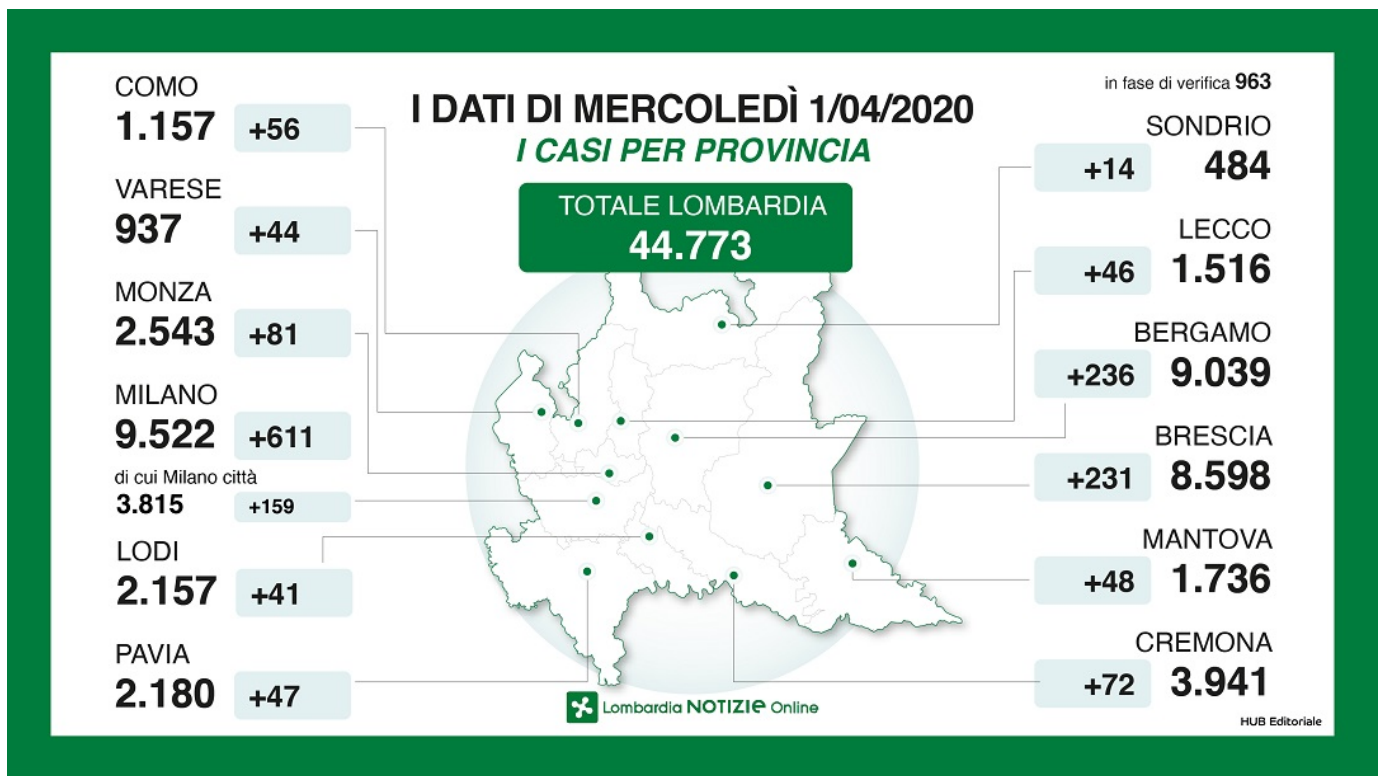 I DATI DI MERCOLEDÌ 1/04/2020
I CASI PER PROVINCIA
TOTALE LOMBARDIA
44.773
COMO
1.157 +56
VARESE
937 +44
MONZA
2.543 +81
MILANO
9.522 +611
di cui Milano città
3.815 +159
LODI
2.157 +41
PAVIA
2.180 +47
in fase di verifica 963
SONDRIO
+14 484
LECCO
+46 1.516
BERGAMO
+236 9.039
BRESCIA
+231 8.598
MANTOVA
+48 1.736
CREMONA
+72 3.941
Lombardia NOTIZIe Online
HUB Editoriale